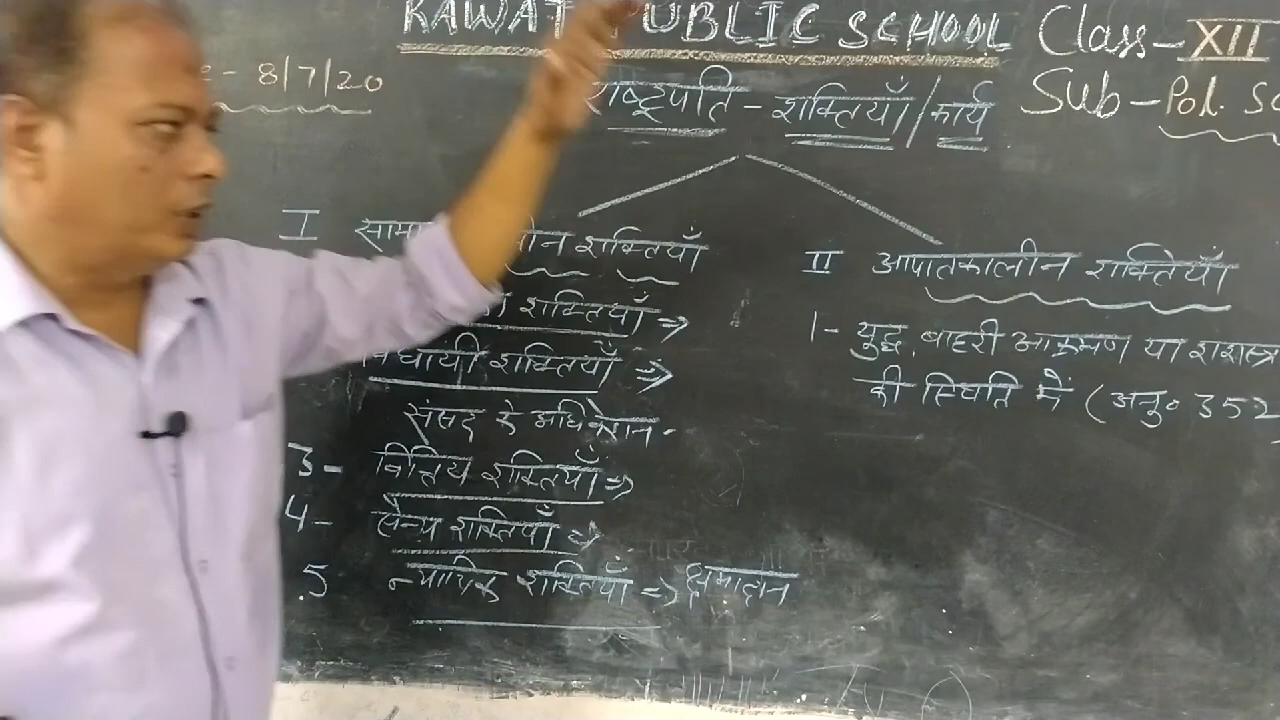 KAWAT PUBLIC SCHOOL Class-XII
8/7/20
Sub-Pol. Sc
राष्ट्रपति - शक्तियाँ/कार्य
I शक्तियाँ
शक्तियाँ ⇒
विधायी शक्तियाँ ⇒
संसद के अधिवेशन.
3- वित्तिय शक्तियाँ ⇒
4- सैन्य शक्तियाँ ⇒
5 न्यायिक शक्तियाँ ⇒ क्षमादान
II आपातकालीन शक्तियाँ
1- युद्ध, बाहरी आक्रमण या सशस्त्र
की स्थिति में (अनु० 352